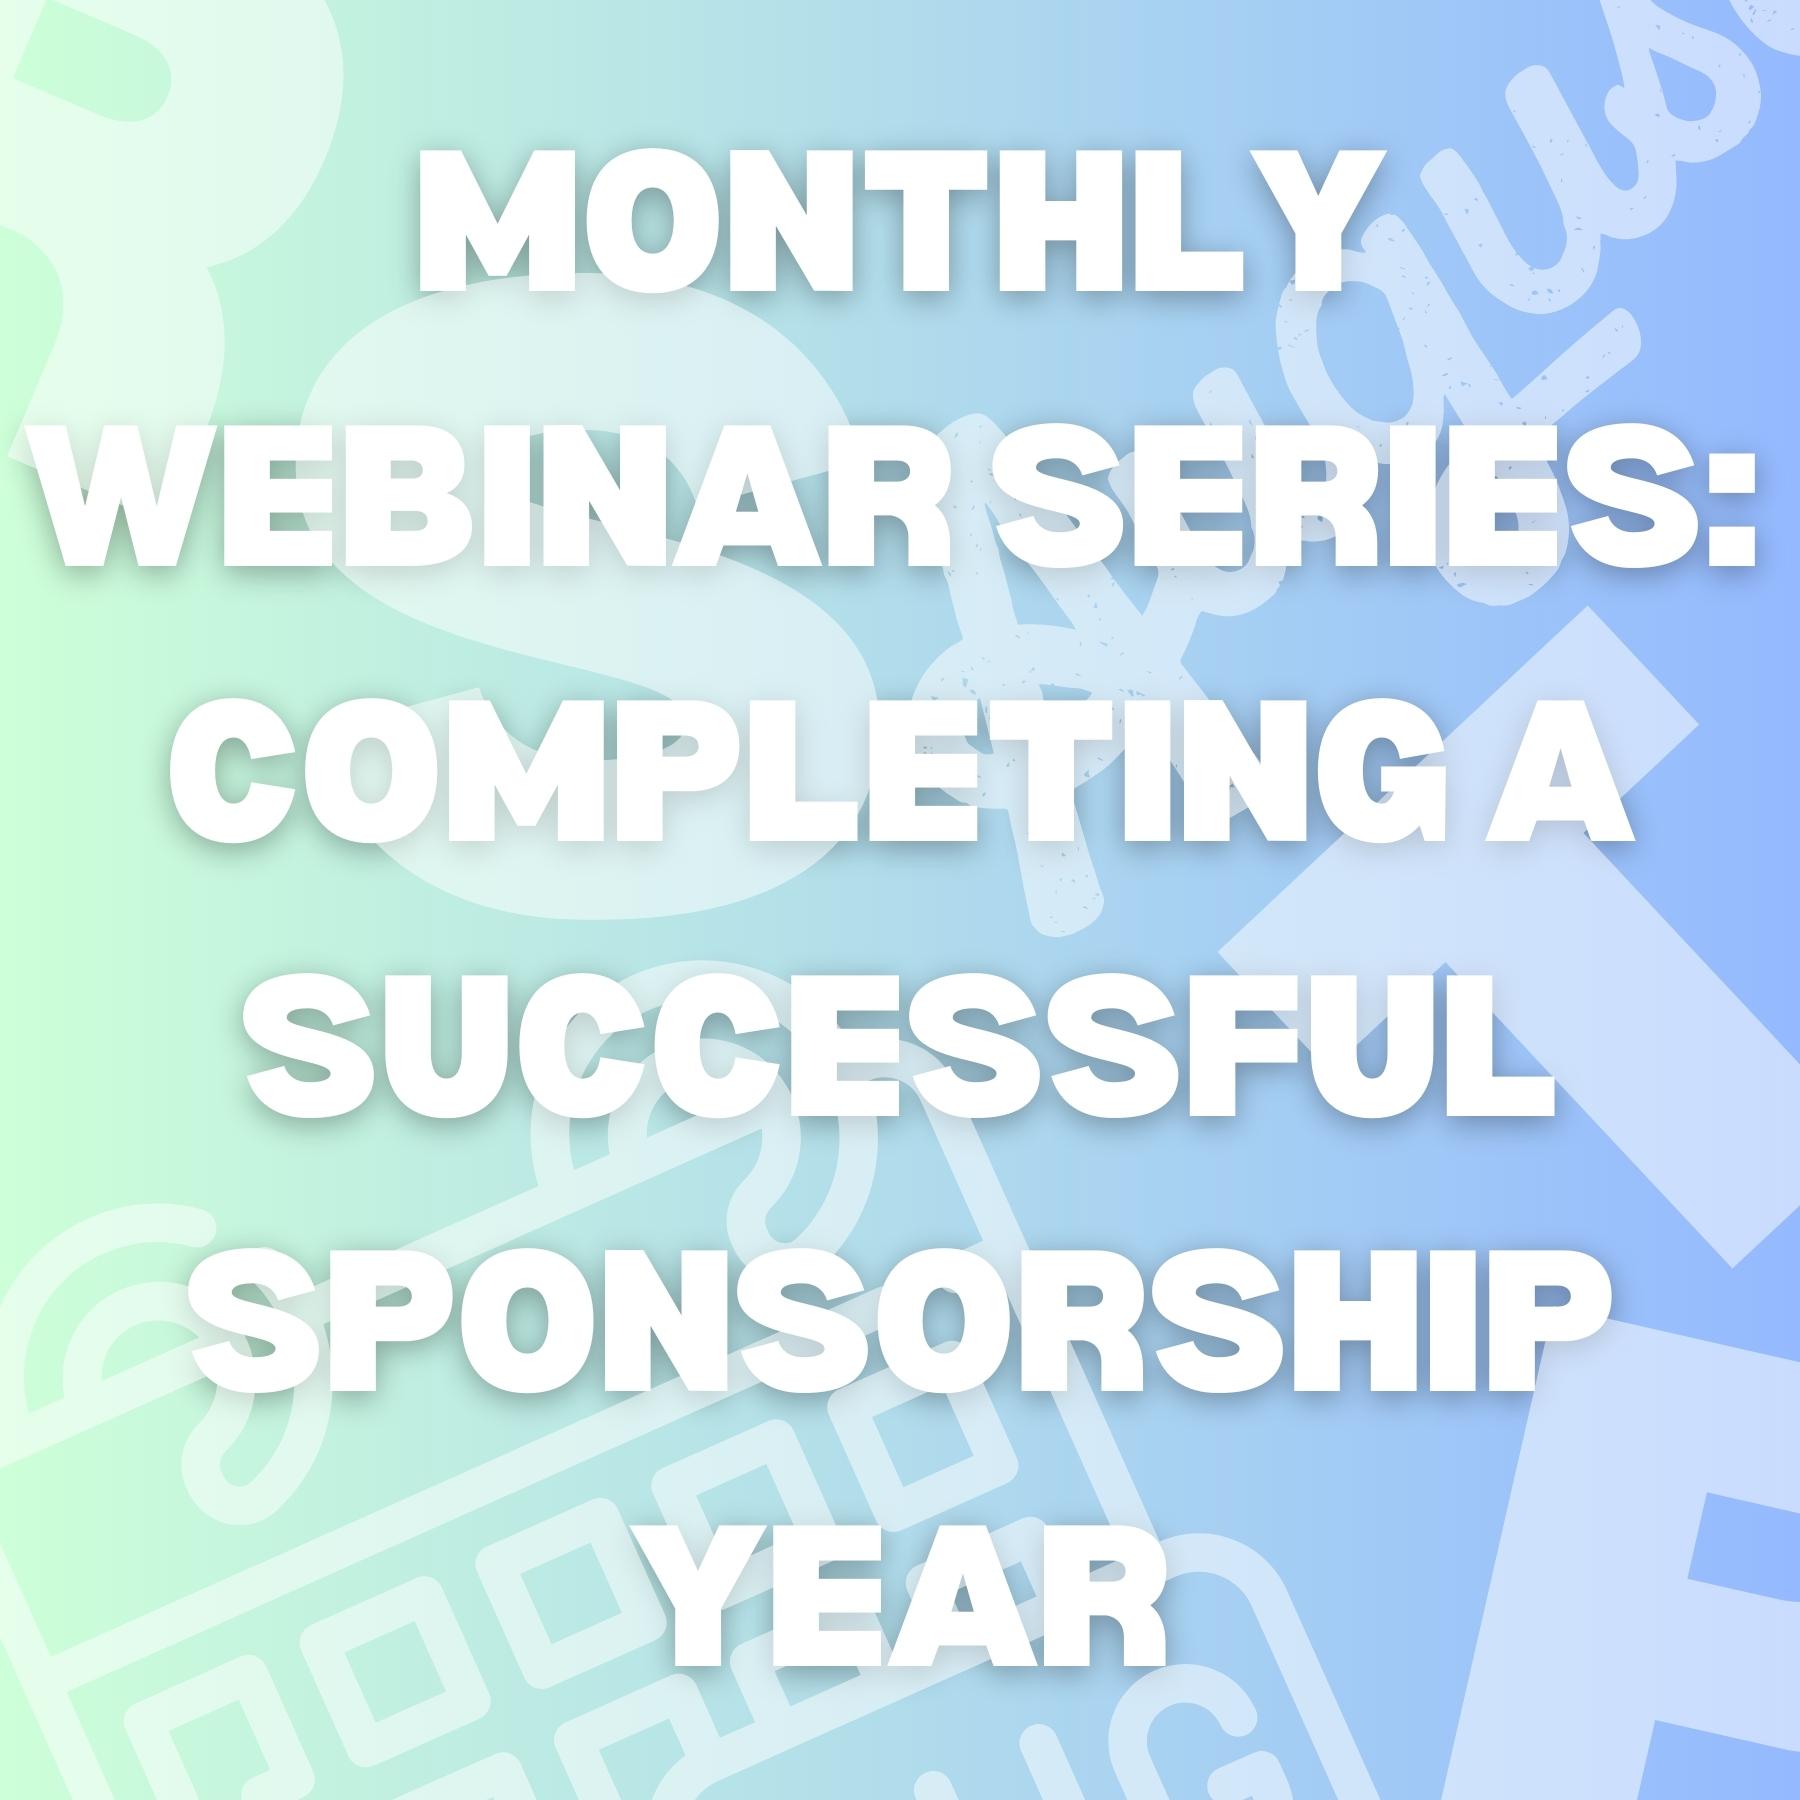 MONTHLY
WEBINAR SERIES:
COMPLETING A
SUCCESSFUL
SPONSORSHIP
YEAR